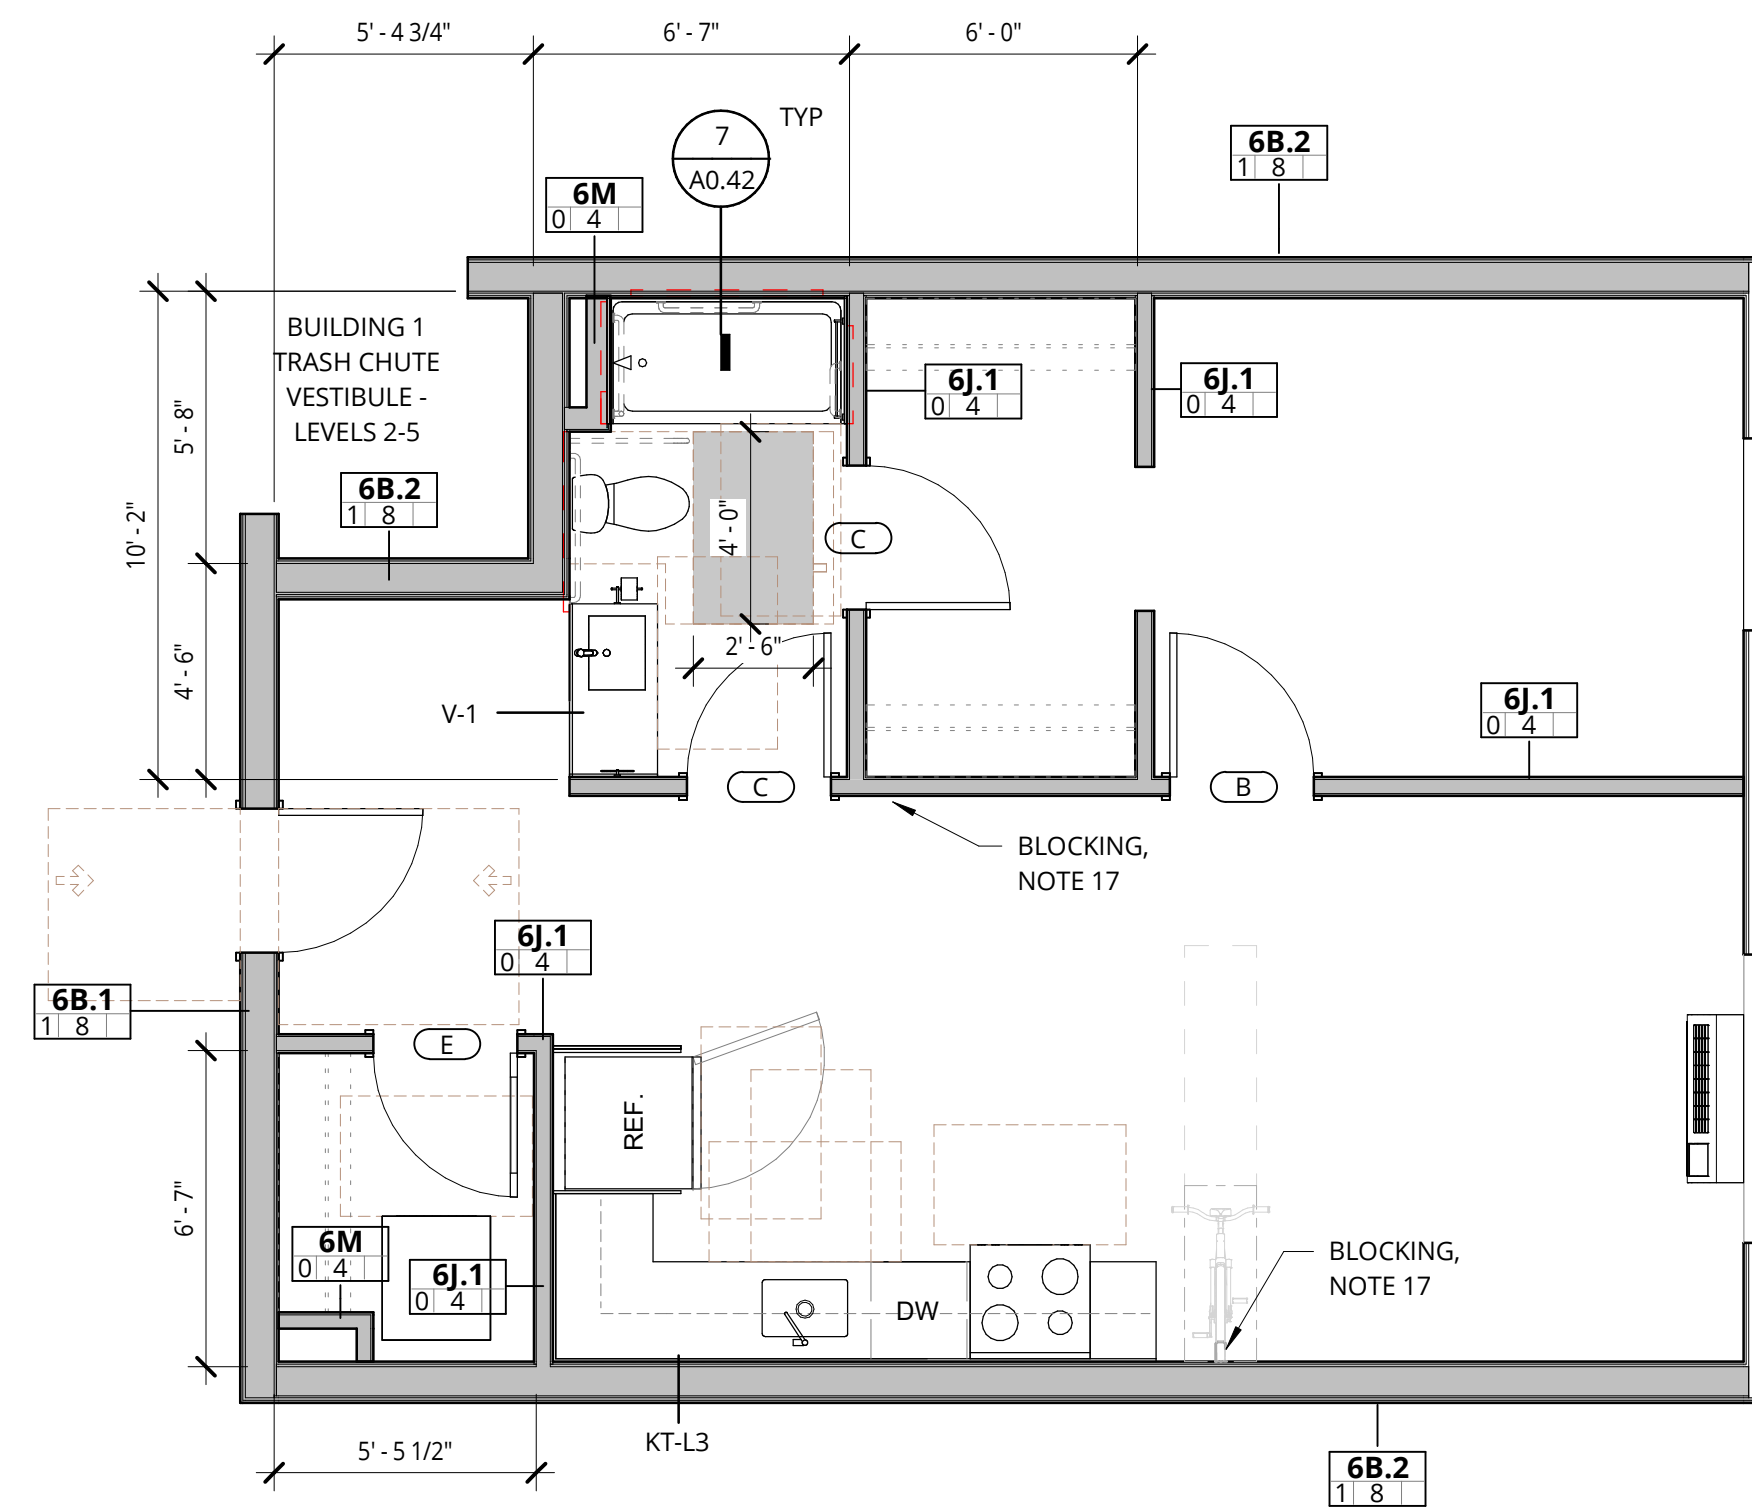 5' - 4 3/4"
6' - 7"
6' - 0"
7
A0.42
TYP
6B.2
1 8
6M
0 4
BUILDING 1
TRASH CHUTE
VESTIBULE -
LEVELS 2-5
5' - 8"
10' - 2"
6J.1
0 4
6J.1
0 4
6B.2
1 8
4' - 0"
C
2' - 6"
4' - 6"
V-1
6J.1
0 4
C
B
BLOCKING,
NOTE 17
6J.1
0 4
6B.1
1 8
E
REF.
6' - 7"
6M
0 4
6J.1
0 4
DW
BLOCKING,
NOTE 17
5' - 5 1/2"
KT-L3
6B.2
1 8